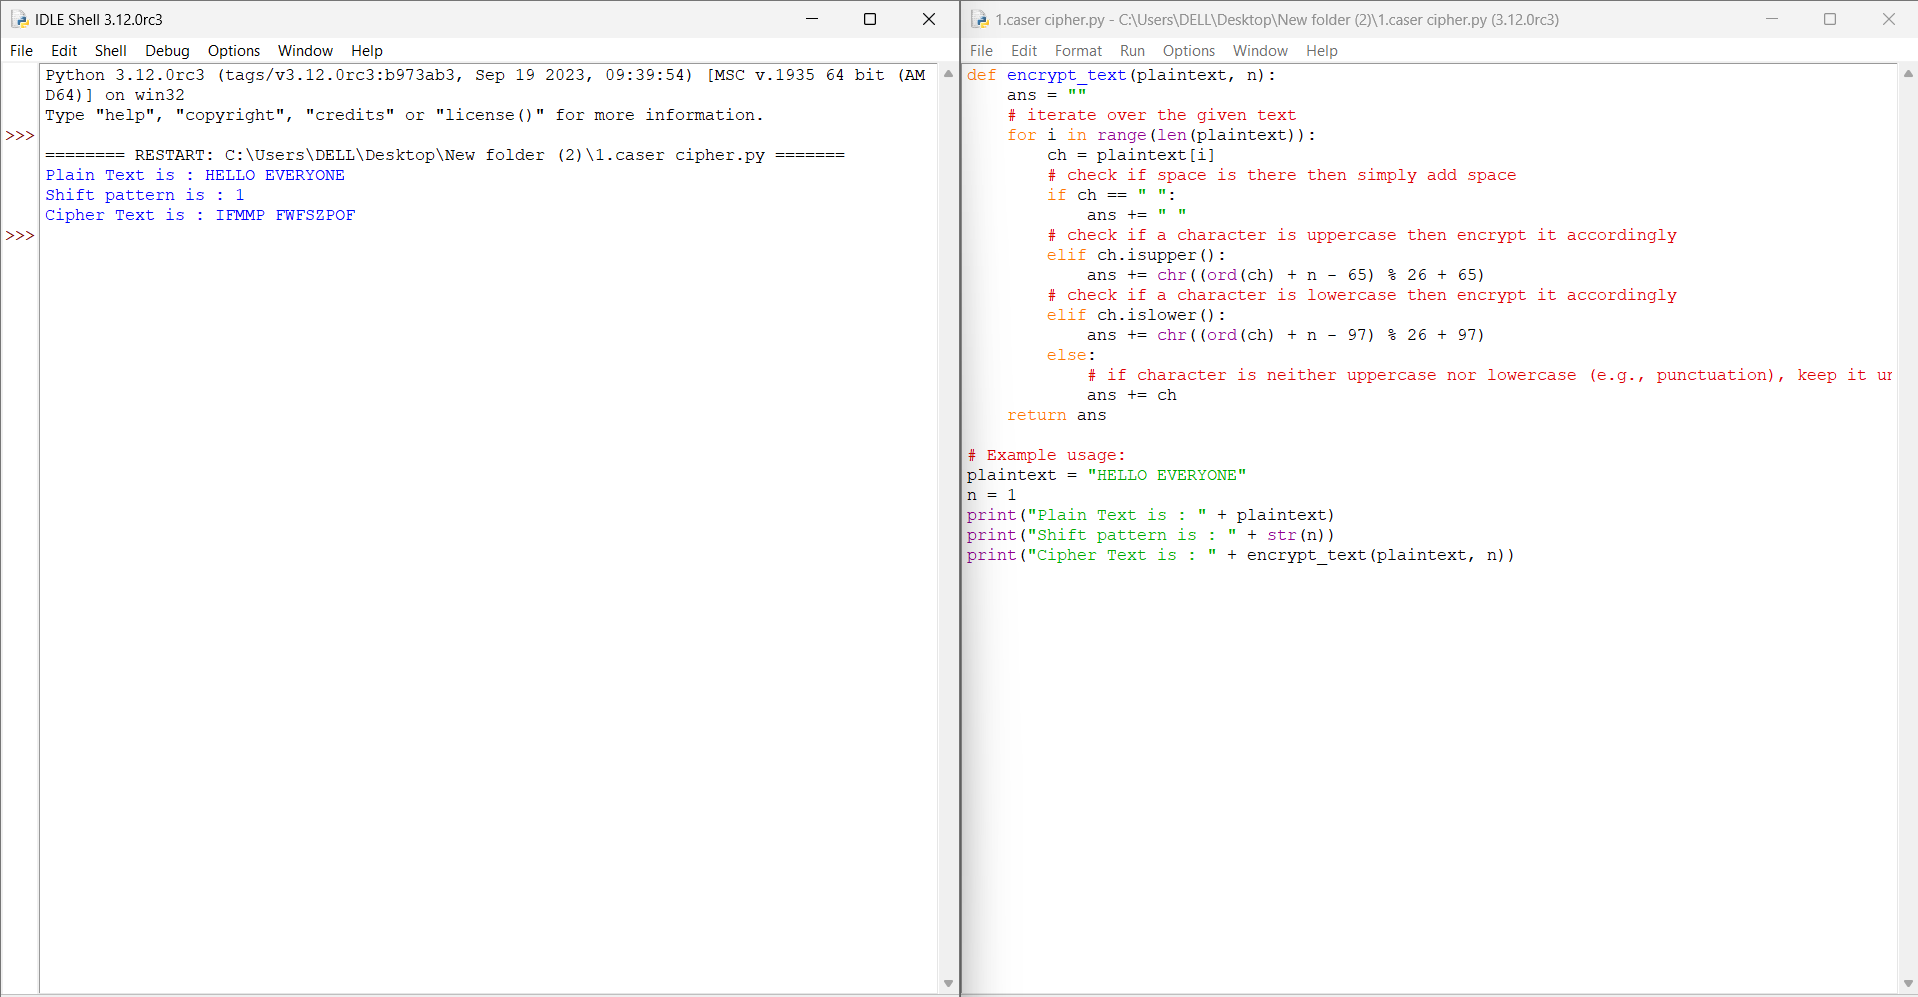 IDLE Shell 3.12.0rc3
File Edit Shell Debug Options Window Help
Python 3.12.0rc3 (tags/v3.12.0rc3:b973ab3, Sep 19 2023, 09:39:54) [MSC v.1935 64 bit (AM
D64)] on win32
Type "help", "copyright", "credits" or "license()" for more information.
>>>
======== RESTART: C:\Users\DELL\Desktop\New folder (2)\1.caser cipher.py =======
Plain Text is : HELLO EVERYONE
Shift pattern is : 1
Cipher Text is : IFMMP FWFSZPOF
>>>
1.caser cipher.py - C:\Users\DELL\Desktop\New folder (2)\1.caser cipher.py (3.12.0rc3)
File Edit Format Run Options Window Help
def encrypt_text(plaintext, n):
    ans = ""
    # iterate over the given text
    for i in range(len(plaintext)):
        ch = plaintext[i]
        # check if space is there then simply add space
        if ch == " ":
            ans += " "
        # check if a character is uppercase then encrypt it accordingly
        elif ch.isupper():
            ans += chr((ord(ch) + n - 65) % 26 + 65)
        # check if a character is lowercase then encrypt it accordingly
        elif ch.islower():
            ans += chr((ord(ch) + n - 97) % 26 + 97)
        else:
            # if character is neither uppercase nor lowercase (e.g., punctuation), keep it
            ans += ch
    return ans
# Example usage:
plaintext = "HELLO EVERYONE"
n = 1
print("Plain Text is : " + plaintext)
print("Shift pattern is : " + str(n))
print("Cipher Text is : " + encrypt_text(plaintext, n))